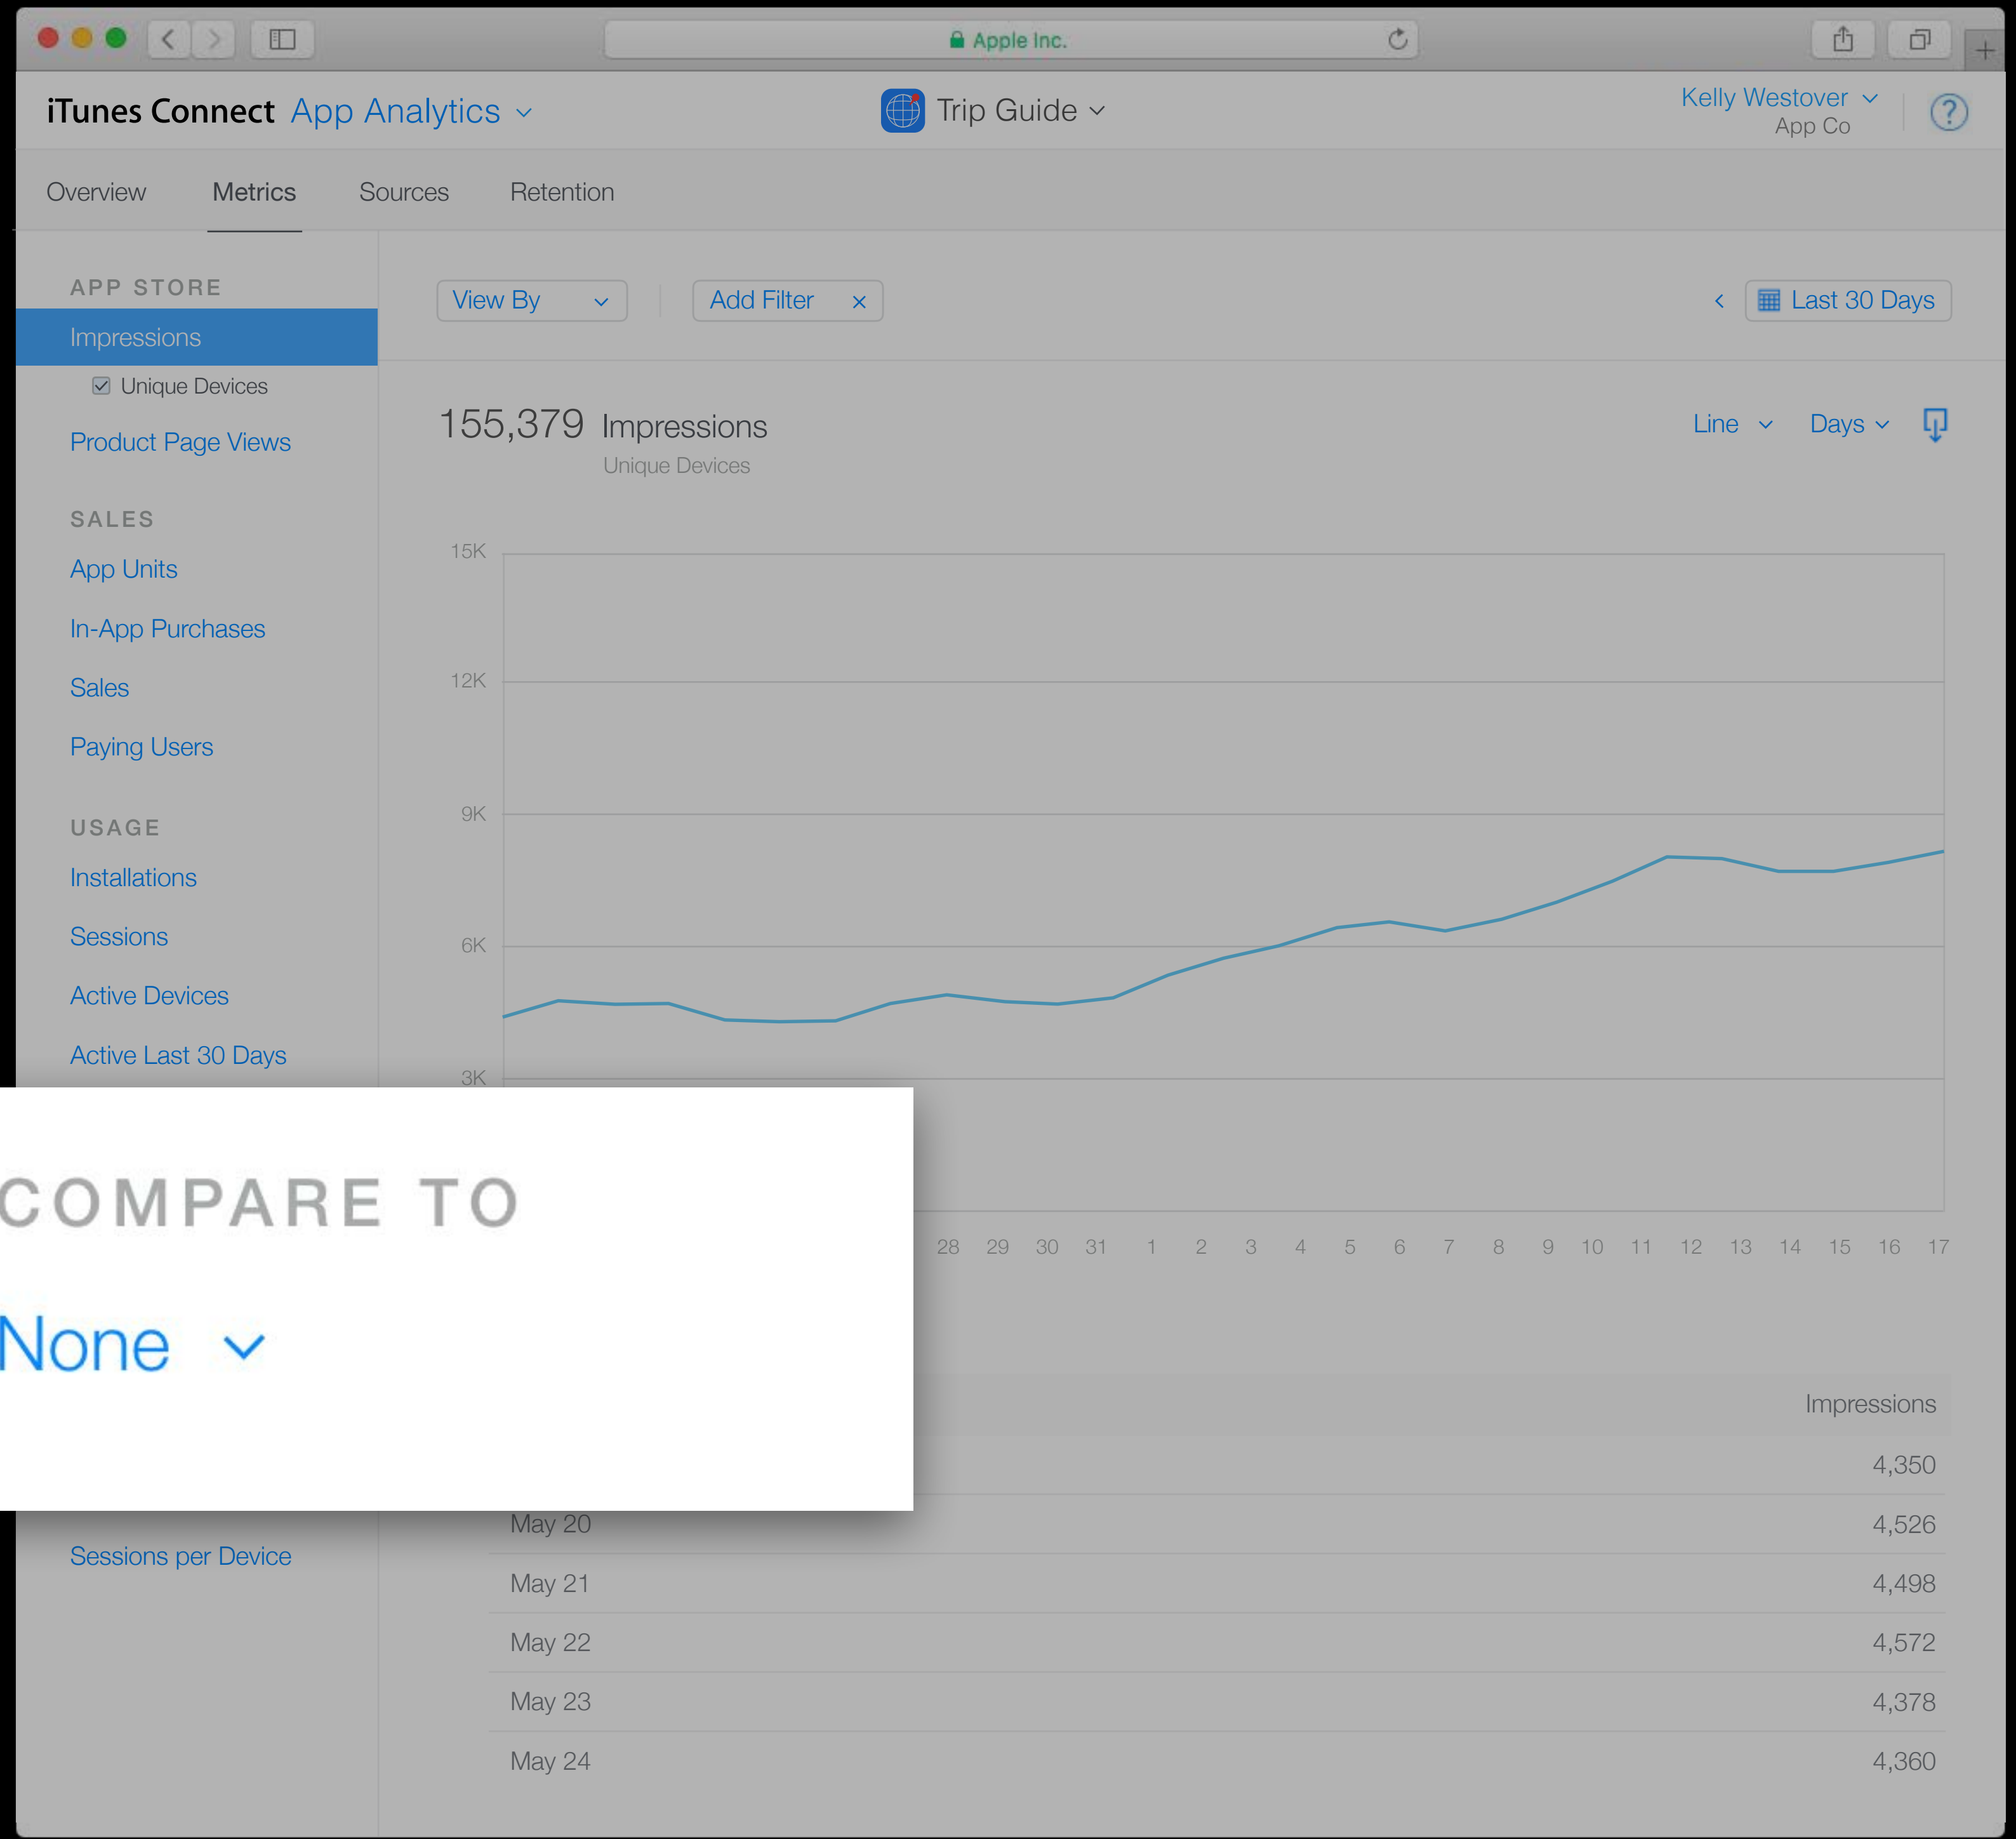 Apple Inc.
iTunes Connect App Analytics
Trip Guide
Kelly Westover
App Co
Overview Metrics Sources Retention
APP STORE
Impressions
Unique Devices
Product Page Views
SALES
App Units
In-App Purchases
Sales
Paying Users
USAGE
Installations
Sessions
Active Devices
Active Last 30 Days
COMPARE TO
None
Sessions per Device
View By
Add Filter
Last 30 Days
155,379 Impressions
Unique Devices
Line Days
15K
12K
9K
6K
3K
28 29 30 31 1 2 3 4 5 6 7 8 9 10 11 12 13 14 15 16 17
Impressions
4,350
May 20 4,526
May 21 4,498
May 22 4,572
May 23 4,378
May 24 4,360